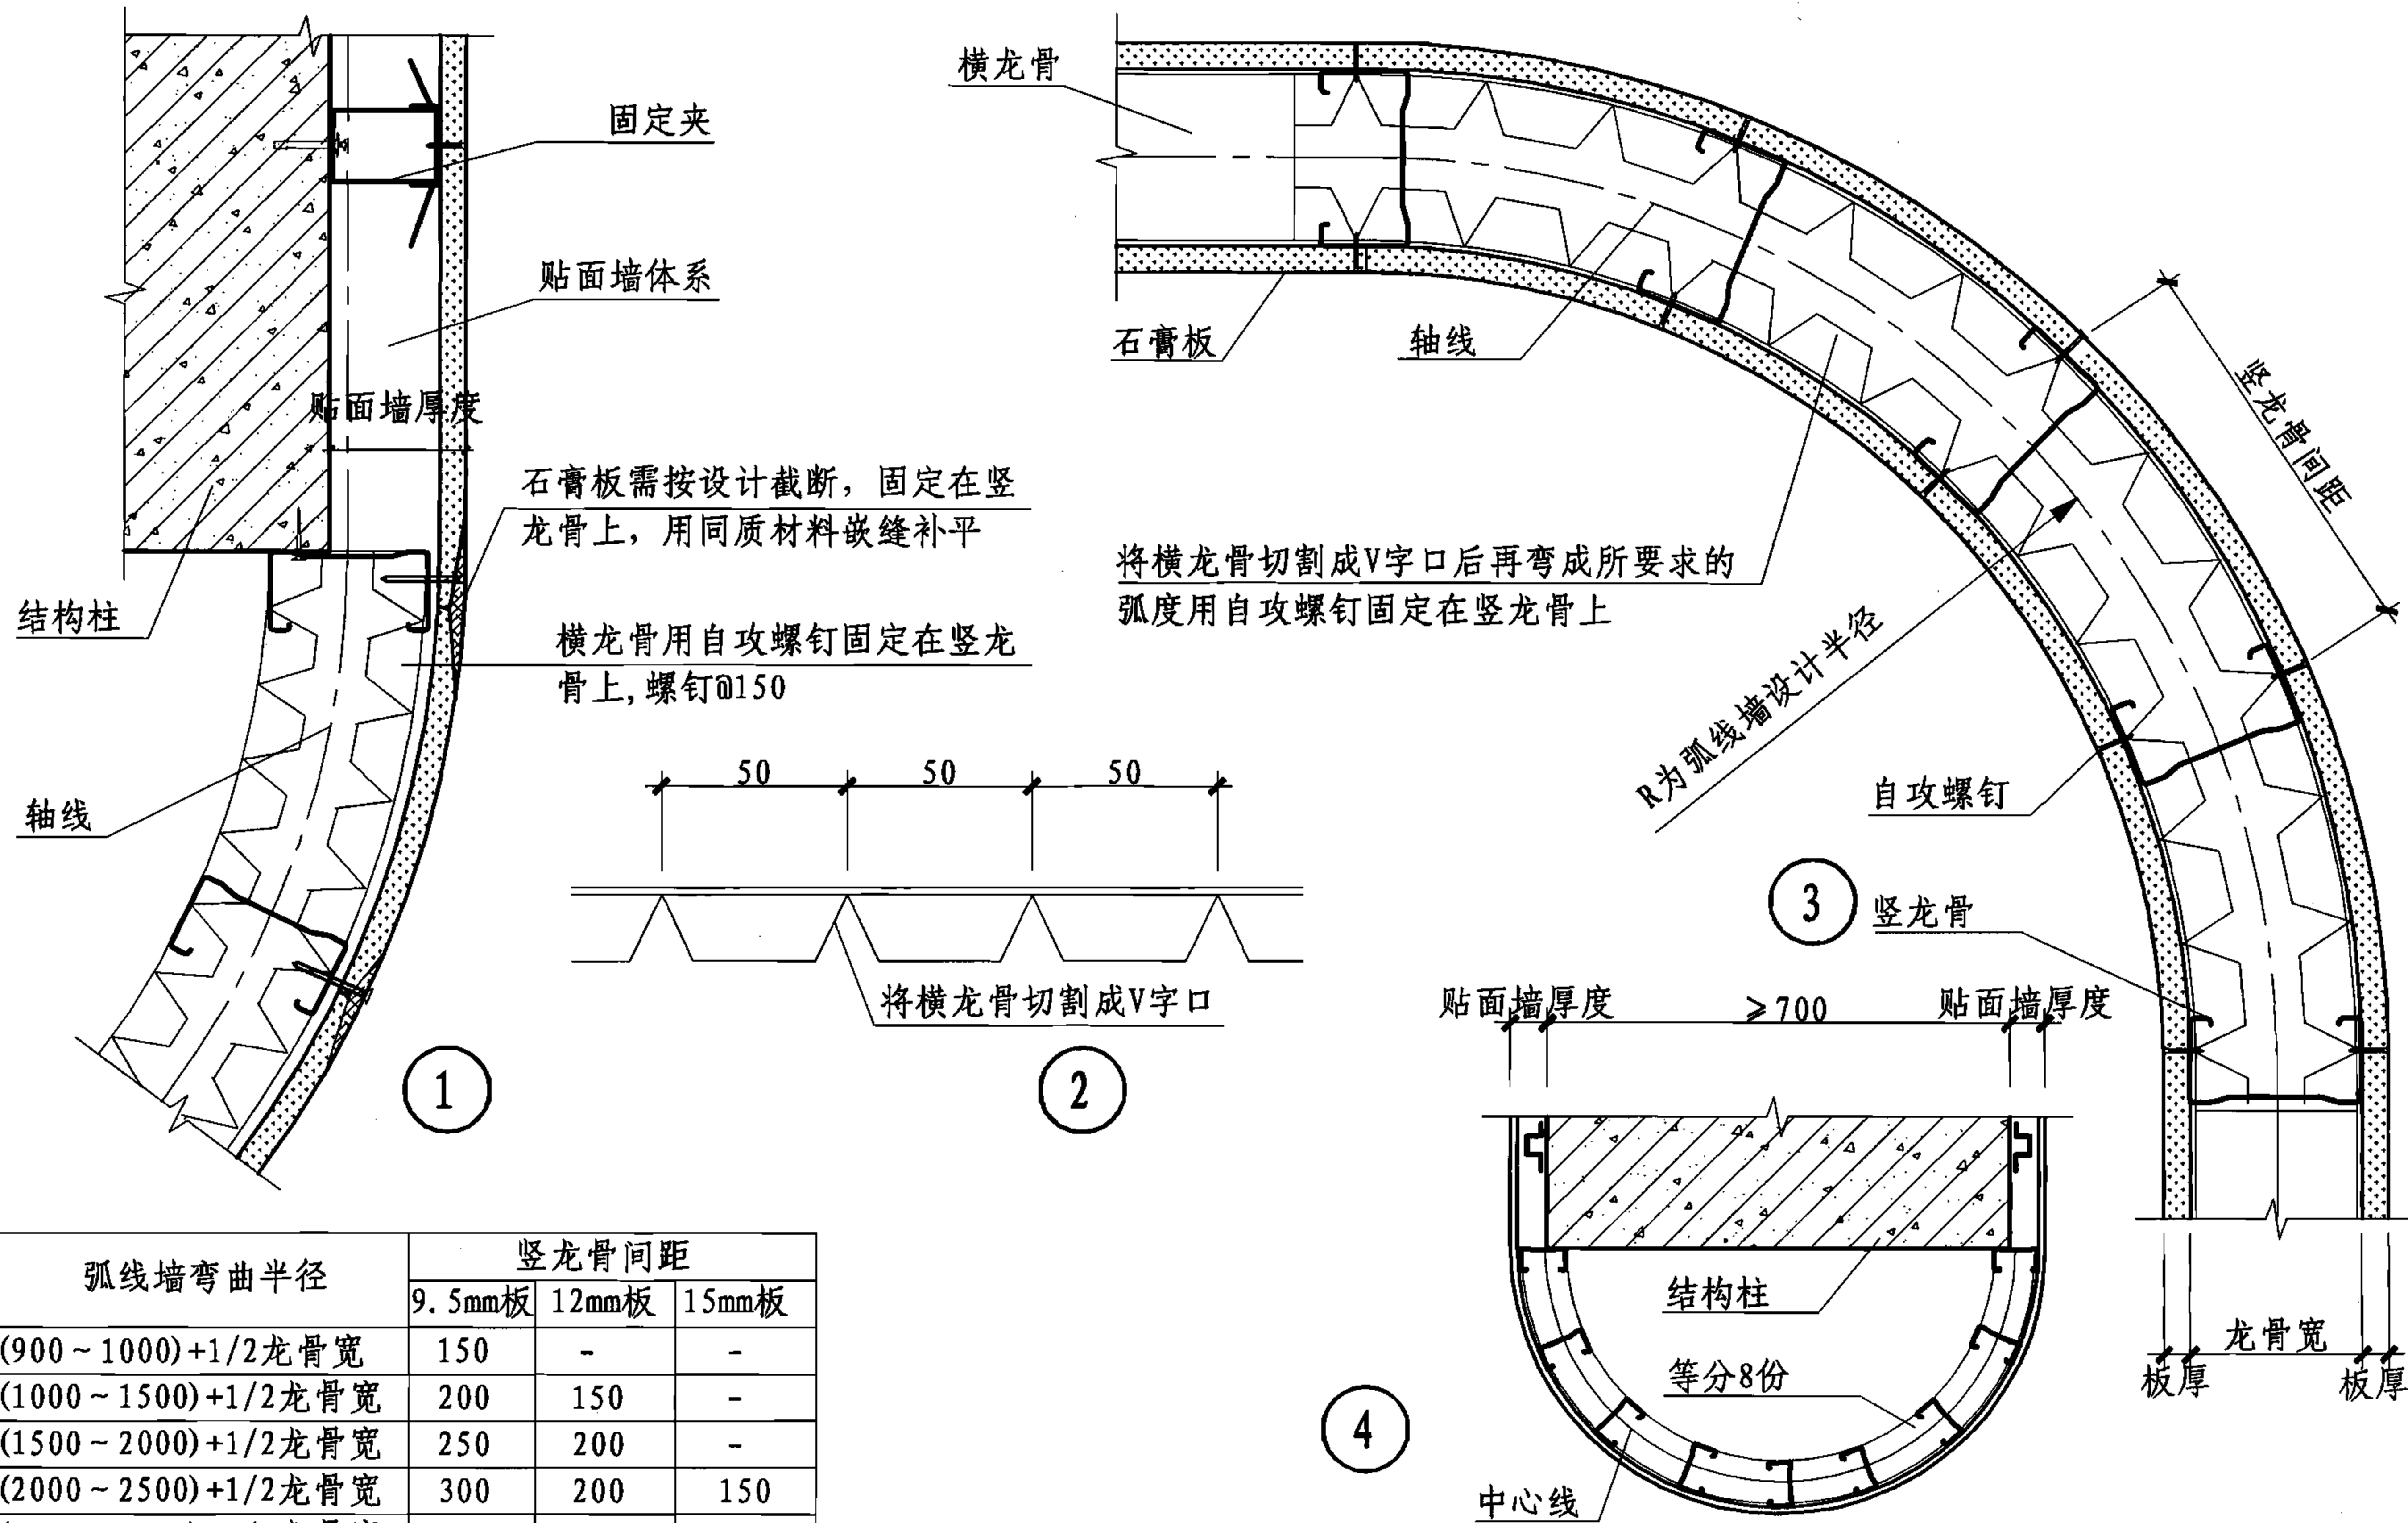 固定夹
贴面墙体系
贴面墙厚度
石膏板需按设计截断，固定在竖
龙骨上，用同质材料嵌缝补平
结构柱
横龙骨用自攻螺钉固定在竖龙
骨上,螺钉@150
轴线
1
50 50 50
将横龙骨切割成V字口
2
横龙骨
石膏板
轴线
竖龙骨间距
将横龙骨切割成V字口后再弯成所要求的
弧度用自攻螺钉固定在竖龙骨上
R为弧线墙设计半径
自攻螺钉
3
竖龙骨
龙骨宽
板厚 板厚
贴面墙厚度 ≥700 贴面墙厚度
结构柱
等分8份
中心线
4
弧线墙弯曲半径 竖龙骨间距
9.5mm板 12mm板 15mm板
(900~1000)+1/2龙骨宽 150 - -
(1000~1500)+1/2龙骨宽 200 150 -
(1500~2000)+1/2龙骨宽 250 200 -
(2000~2500)+1/2龙骨宽 300 200 150